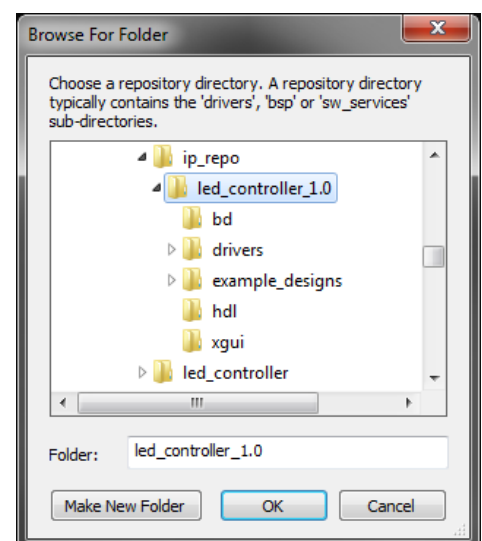 Browse For Folder
Choose a repository directory. A repository directory
typically contains the 'drivers', 'bsp' or 'sw_services'
sub-directories.
ip_repo
led_controller_1.0
bd
drivers
example_designs
hdl
xgui
led_controller
Folder: led_controller_1.0
Make New Folder OK Cancel